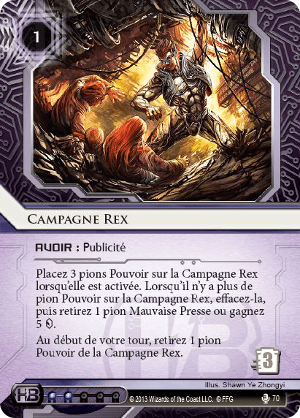 1
CAMPAGNE REX
AVOIR : Publicité
Placez 3 pions Pouvoir sur la Campagne Rex
lorsqu'elle est activée. Lorsqu'il n'y a plus de
pion Pouvoir sur la Campagne Rex, effacez-la,
puis retirez 1 pion Mauvaise Presse ou gagnez
5.
Au début de votre tour, retirez 1 pion
Pouvoir de la Campagne Rex.
3
Illus. Shawn Ye Zhongyi
HB
© 2013 Wizards of the Coast LLC. © FFG
70